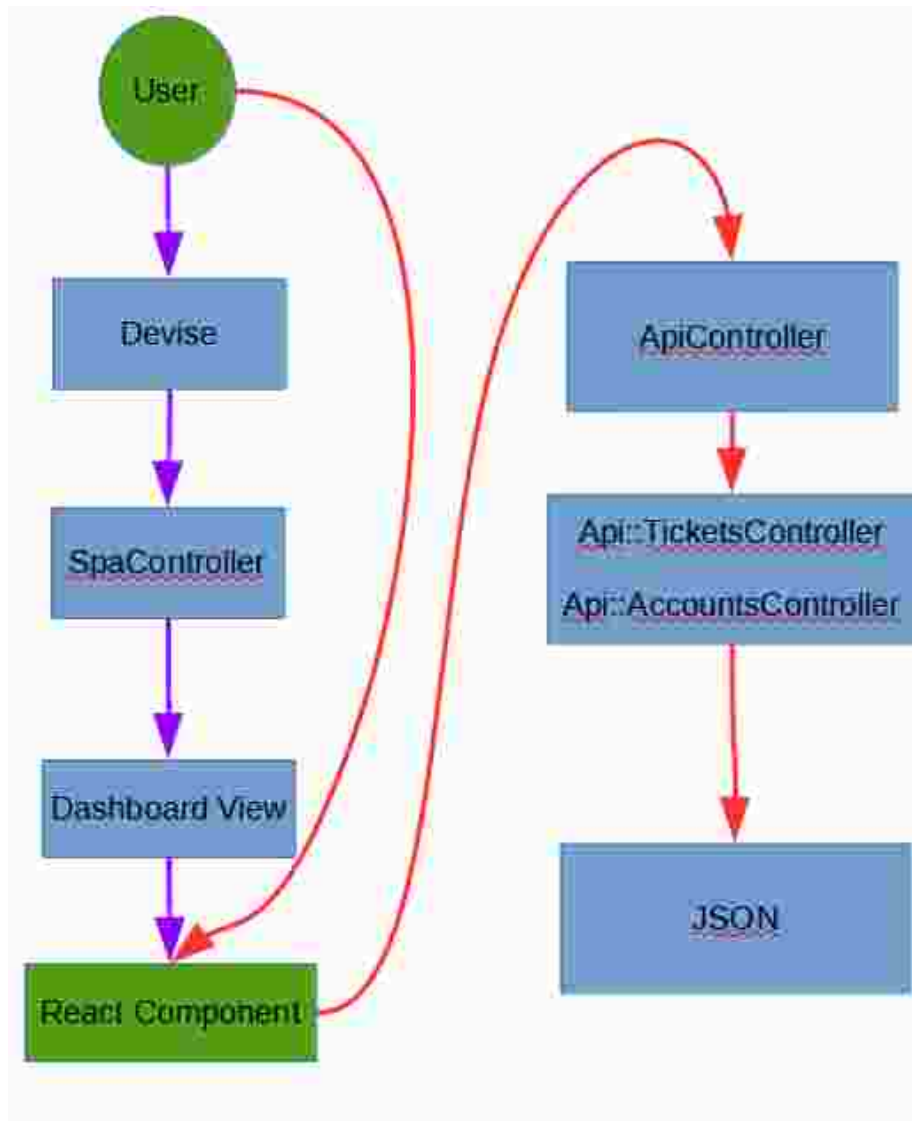 User
Devise
SpaController
Dashboard View
React Component
ApiController
Api::TicketsController
Api::AccountsController
JSON